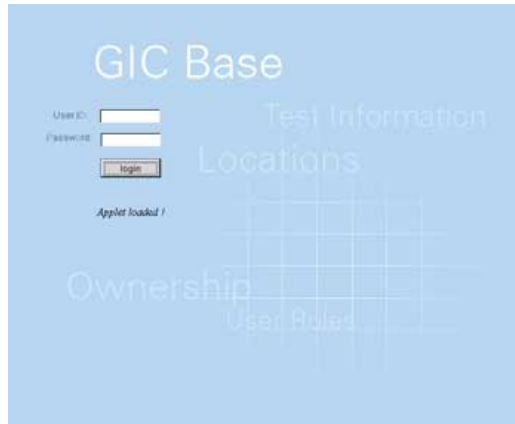 GIC Base
User ID:
Test Information
Password:
login
Locations
Applet loaded !
Ownership
User Roles